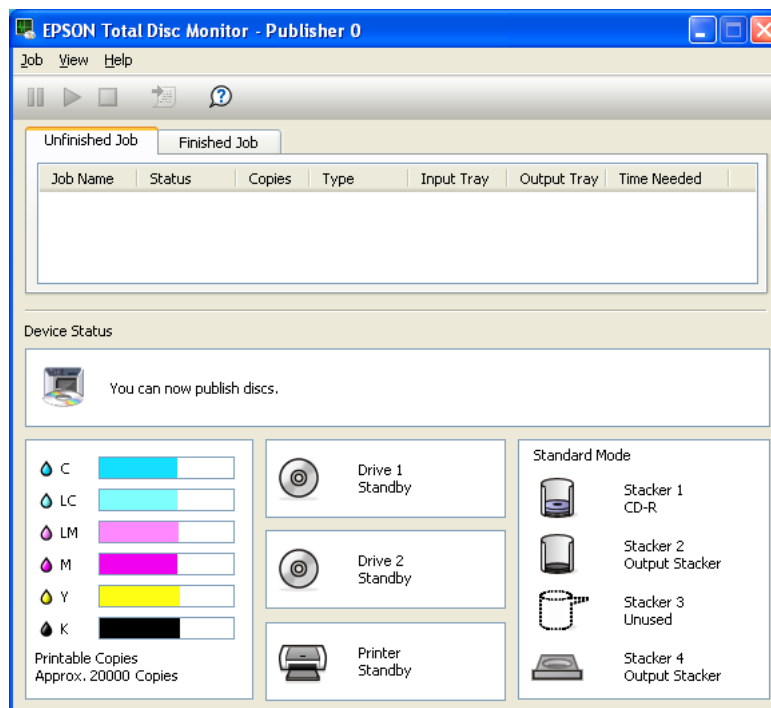 EPSON Total Disc Monitor - Publisher 0
Job View Help
Unfinished Job Finished Job
Job Name Status Copies Type Input Tray Output Tray Time Needed
Device Status
You can now publish discs.
C
LC
LM
M
Y
K
Printable Copies
Approx. 20000 Copies
Drive 1
Standby
Drive 2
Standby
Printer
Standby
Standard Mode
Stacker 1
CD-R
Stacker 2
Output Stacker
Stacker 3
Unused
Stacker 4
Output Stacker